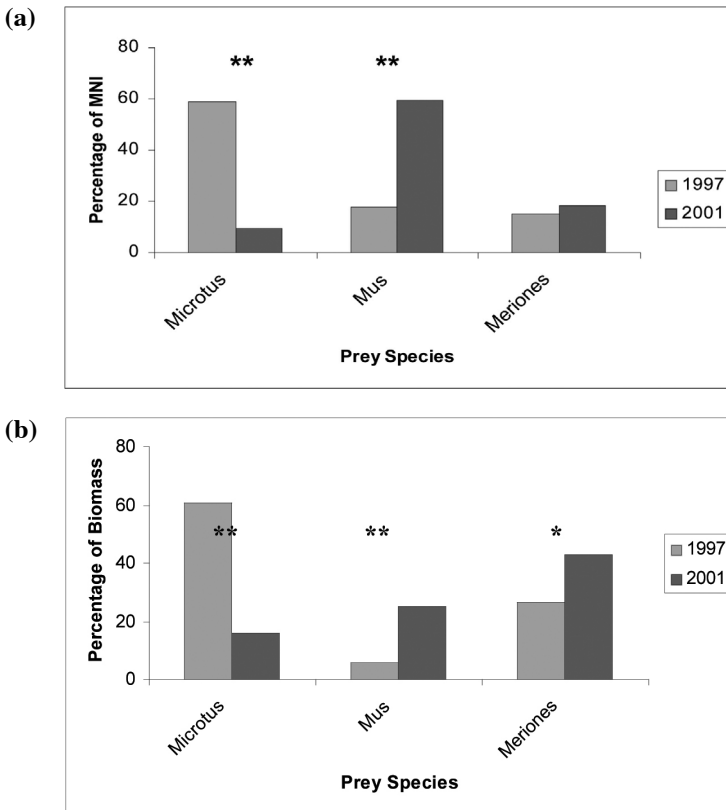 (a)
Percentage of MNI
80
60
40
20
0
** **
Microtus
Mus
Meriones
Prey Species
1997
2001
(b)
Percentage of Biomass
80
60
40
20
0
** ** *
Microtus
Mus
Meriones
Prey Species
1997
2001